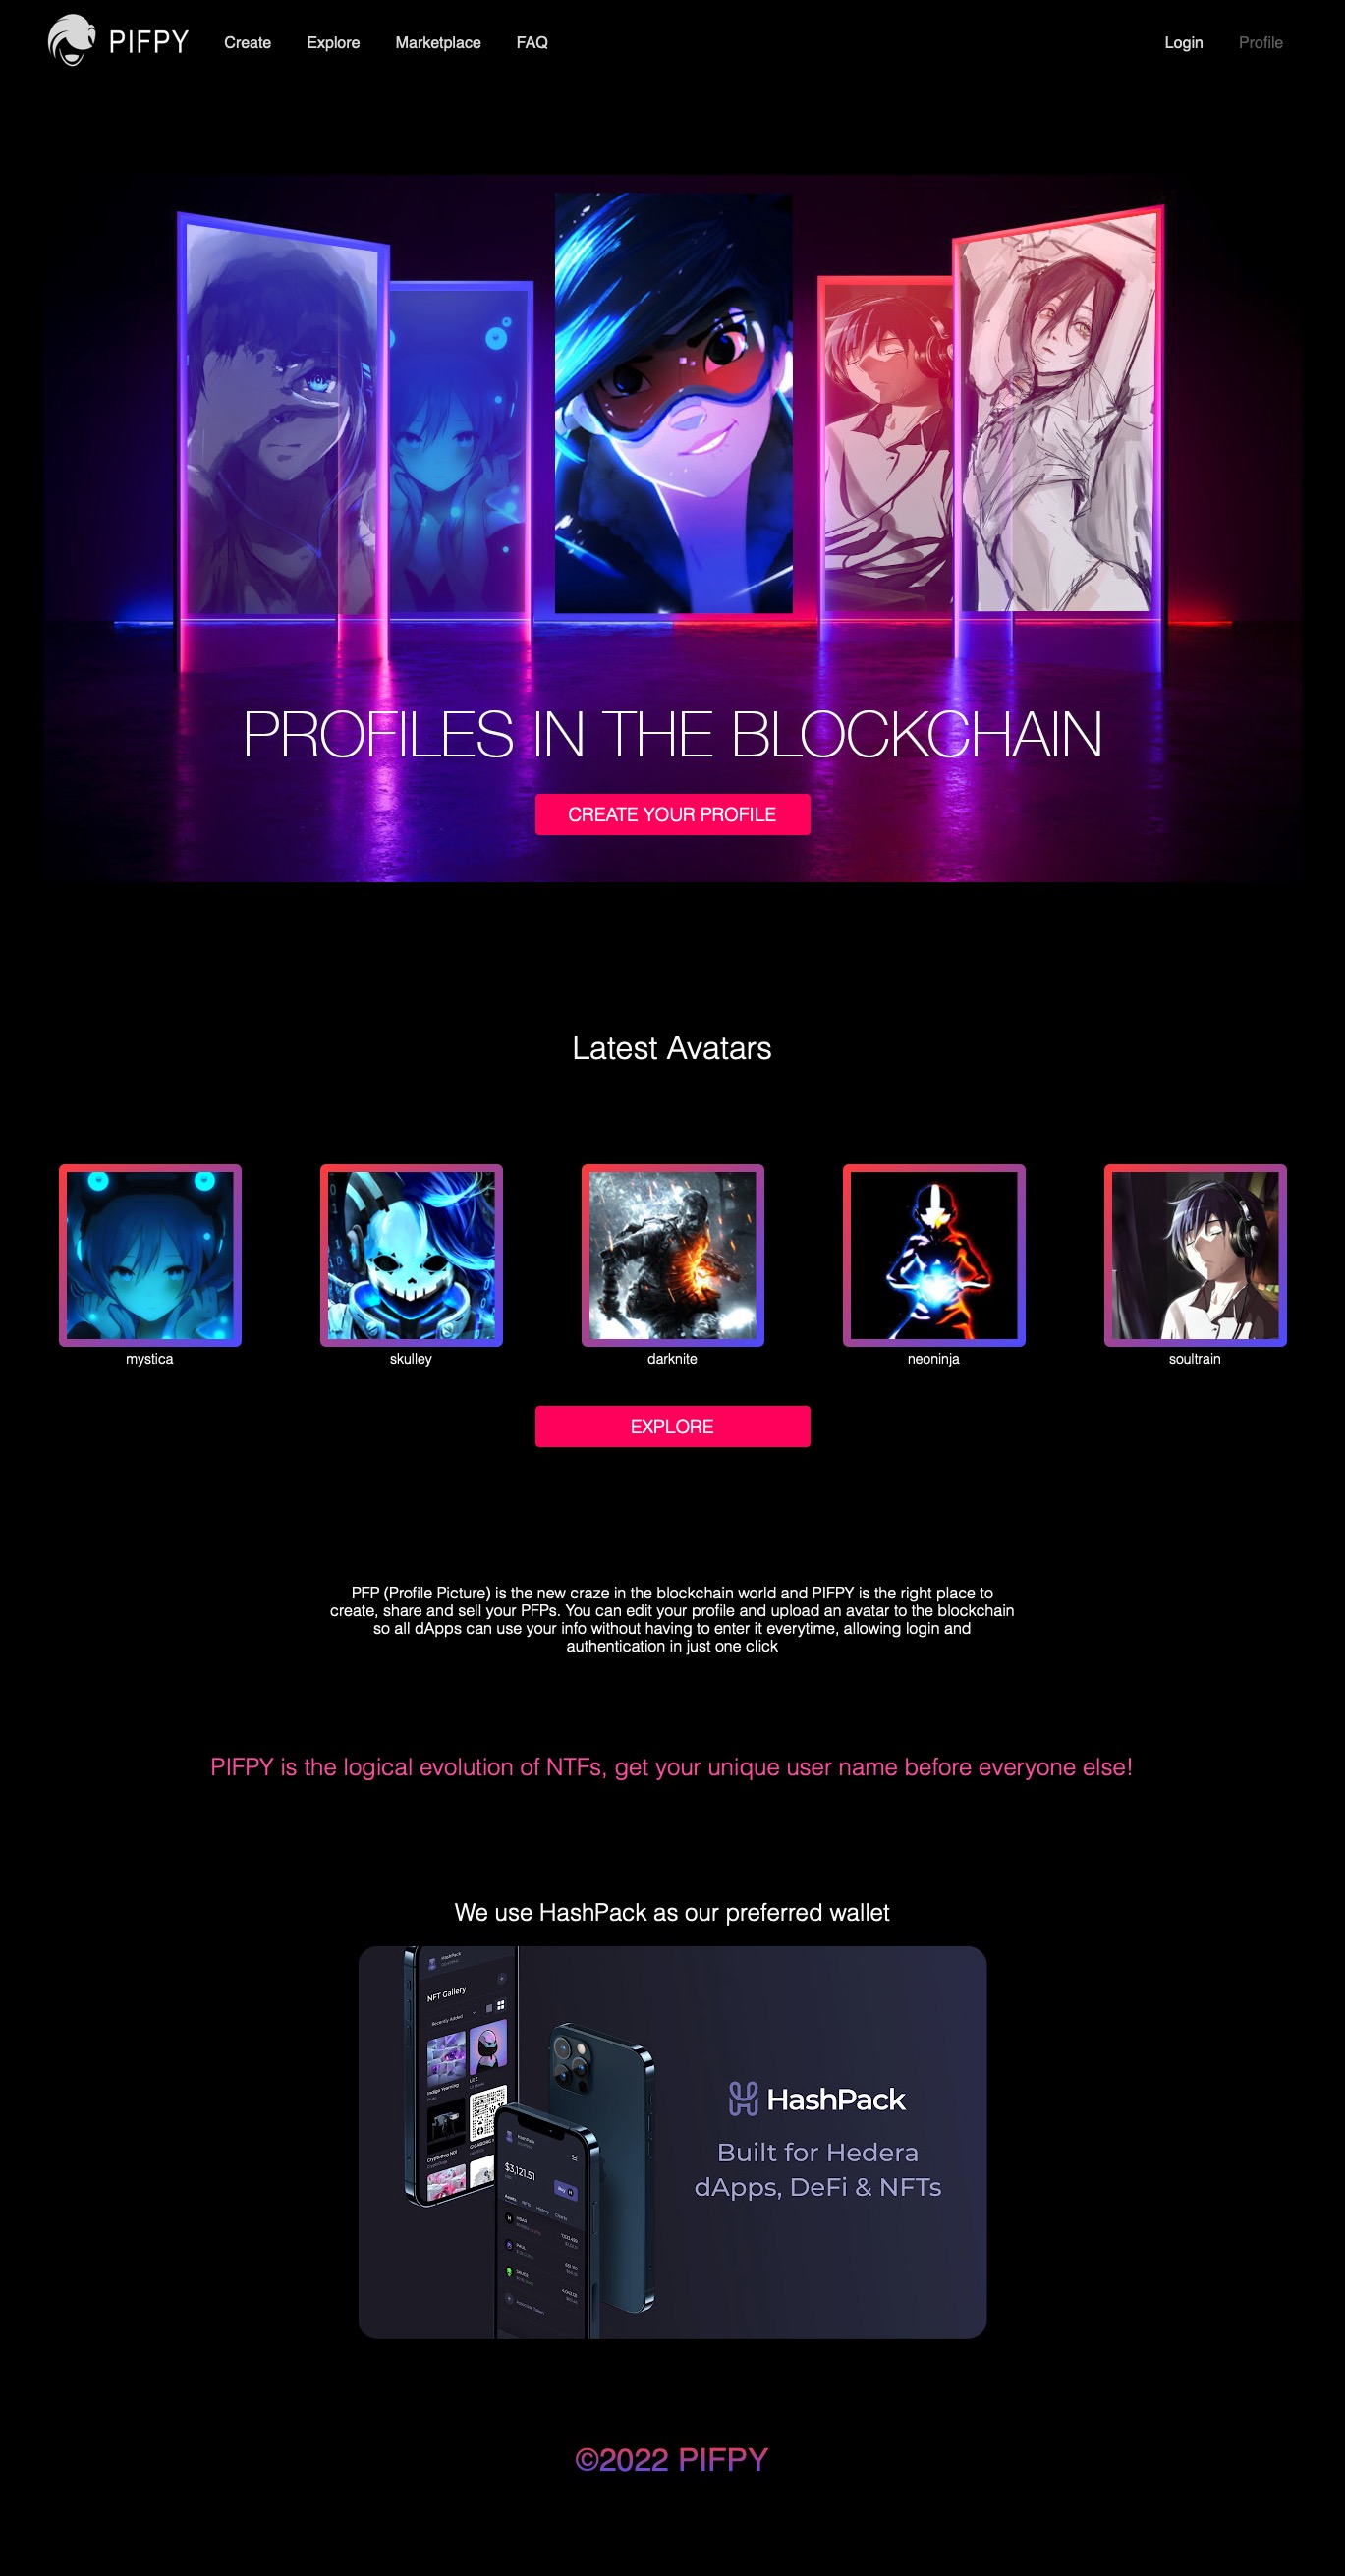 PIFPY
Create
Explore
Marketplace
FAQ
Login
Profile
PROFILES IN THE BLOCKCHAIN
CREATE YOUR PROFILE
Latest Avatars
mystica
skulley
darknite
neoninja
soultrain
EXPLORE
PFP (Profile Picture) is the new craze in the blockchain world and PIFPY is the right place to
create, share and sell your PFPs. You can edit your profile and upload an avatar to the blockchain
so all dApps can use your info without having to enter it everytime, allowing login and
authentication in just one click
PIFPY is the logical evolution of NTFs, get your unique user name before everyone else!
We use HashPack as our preferred wallet
HashPack
NFT Gallery
Recently Added
HashPack
$3,121.51
HashPack
Built for Hedera
dApps, DeFi & NFTs
©2022 PIFPY